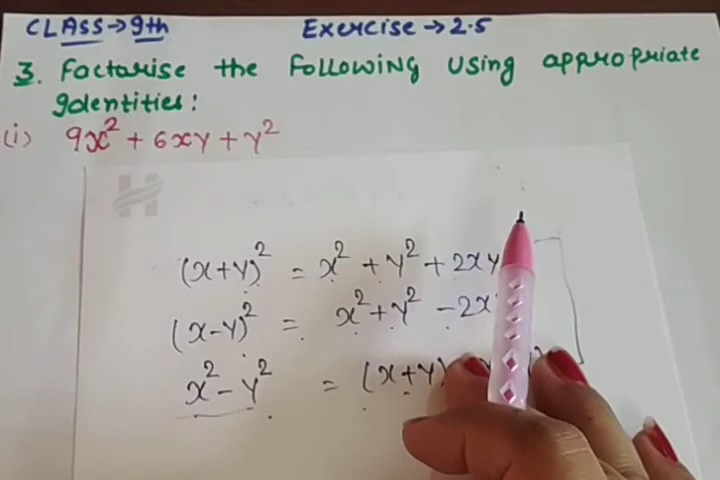 CLASS→9th Exercise→2.5
3. Factorise the Following Using appropriate
Identities:
(i) 9x² + 6xy + y²
H
(x+y)² = x² + y² + 2xy
(x-y)² = x² + y² - 2x
x² - y² = (x+y)